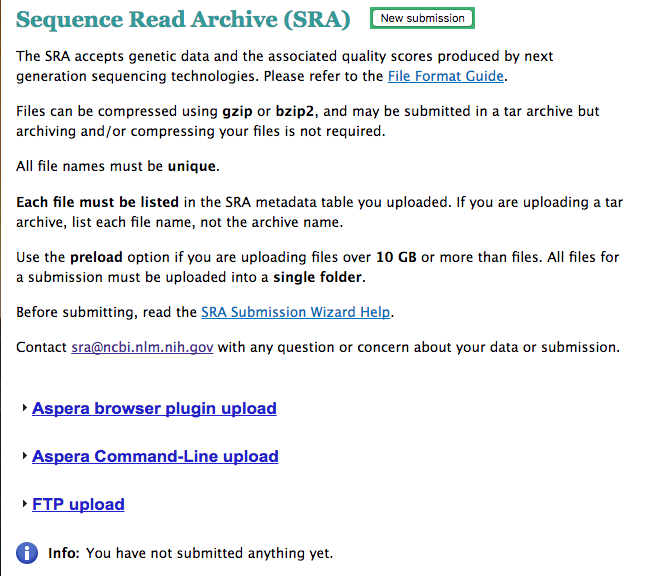 Sequence Read Archive (SRA) New submission
The SRA accepts genetic data and the associated quality scores produced by next
generation sequencing technologies. Please refer to the File Format Guide.
Files can be compressed using gzip or bzip2, and may be submitted in a tar archive but
archiving and/or compressing your files is not required.
All file names must be unique.
Each file must be listed in the SRA metadata table you uploaded. If you are uploading a tar
archive, list each file name, not the archive name.
Use the preload option if you are uploading files over 10 GB or more than files. All files for
a submission must be uploaded into a single folder.
Before submitting, read the SRA Submission Wizard Help.
Contact sra@ncbi.nlm.nih.gov with any question or concern about your data or submission.
Aspera browser plugin upload
Aspera Command-Line upload
FTP upload
Info: You have not submitted anything yet.